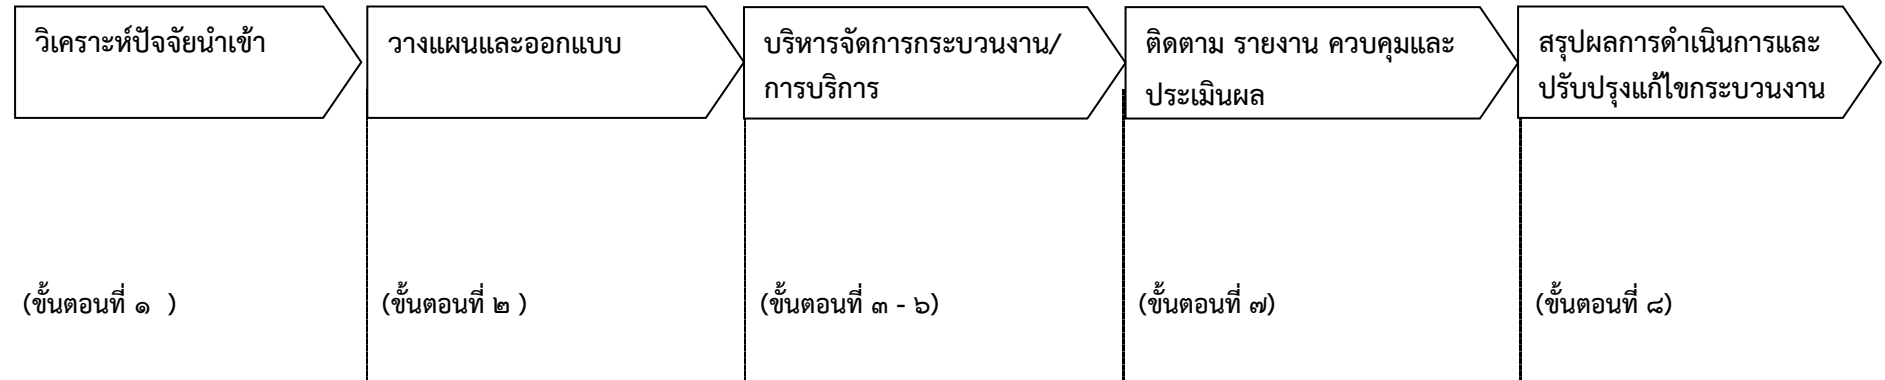 วิเคราะห์ปัจจัยนำเข้า
วางแผนและออกแบบ
บริหารจัดการกระบวนงาน/
การบริการ
ติดตาม รายงาน ควบคุมและ
ประเมินผล
สรุปผลการดำเนินการและ
ปรับปรุงแก้ไขกระบวนงาน
(ขั้นตอนที่ ๑ )
(ขั้นตอนที่ ๒ )
(ขั้นตอนที่ ๓ - ๖)
(ขั้นตอนที่ ๗)
(ขั้นตอนที่ ๘)